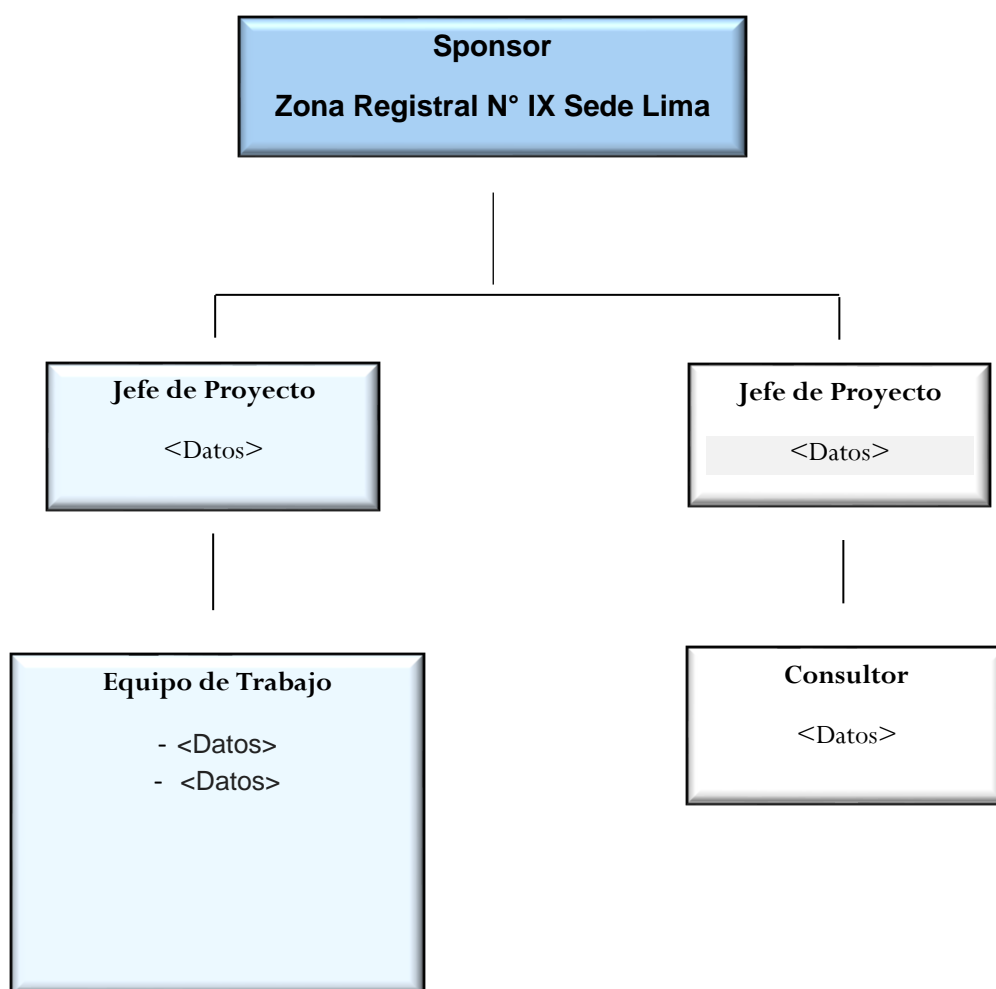 Sponsor
Zona Registral N° IX Sede Lima
Jefe de Proyecto
<Datos>
Jefe de Proyecto
<Datos>
Equipo de Trabajo
- <Datos>
- <Datos>
Consultor
<Datos>